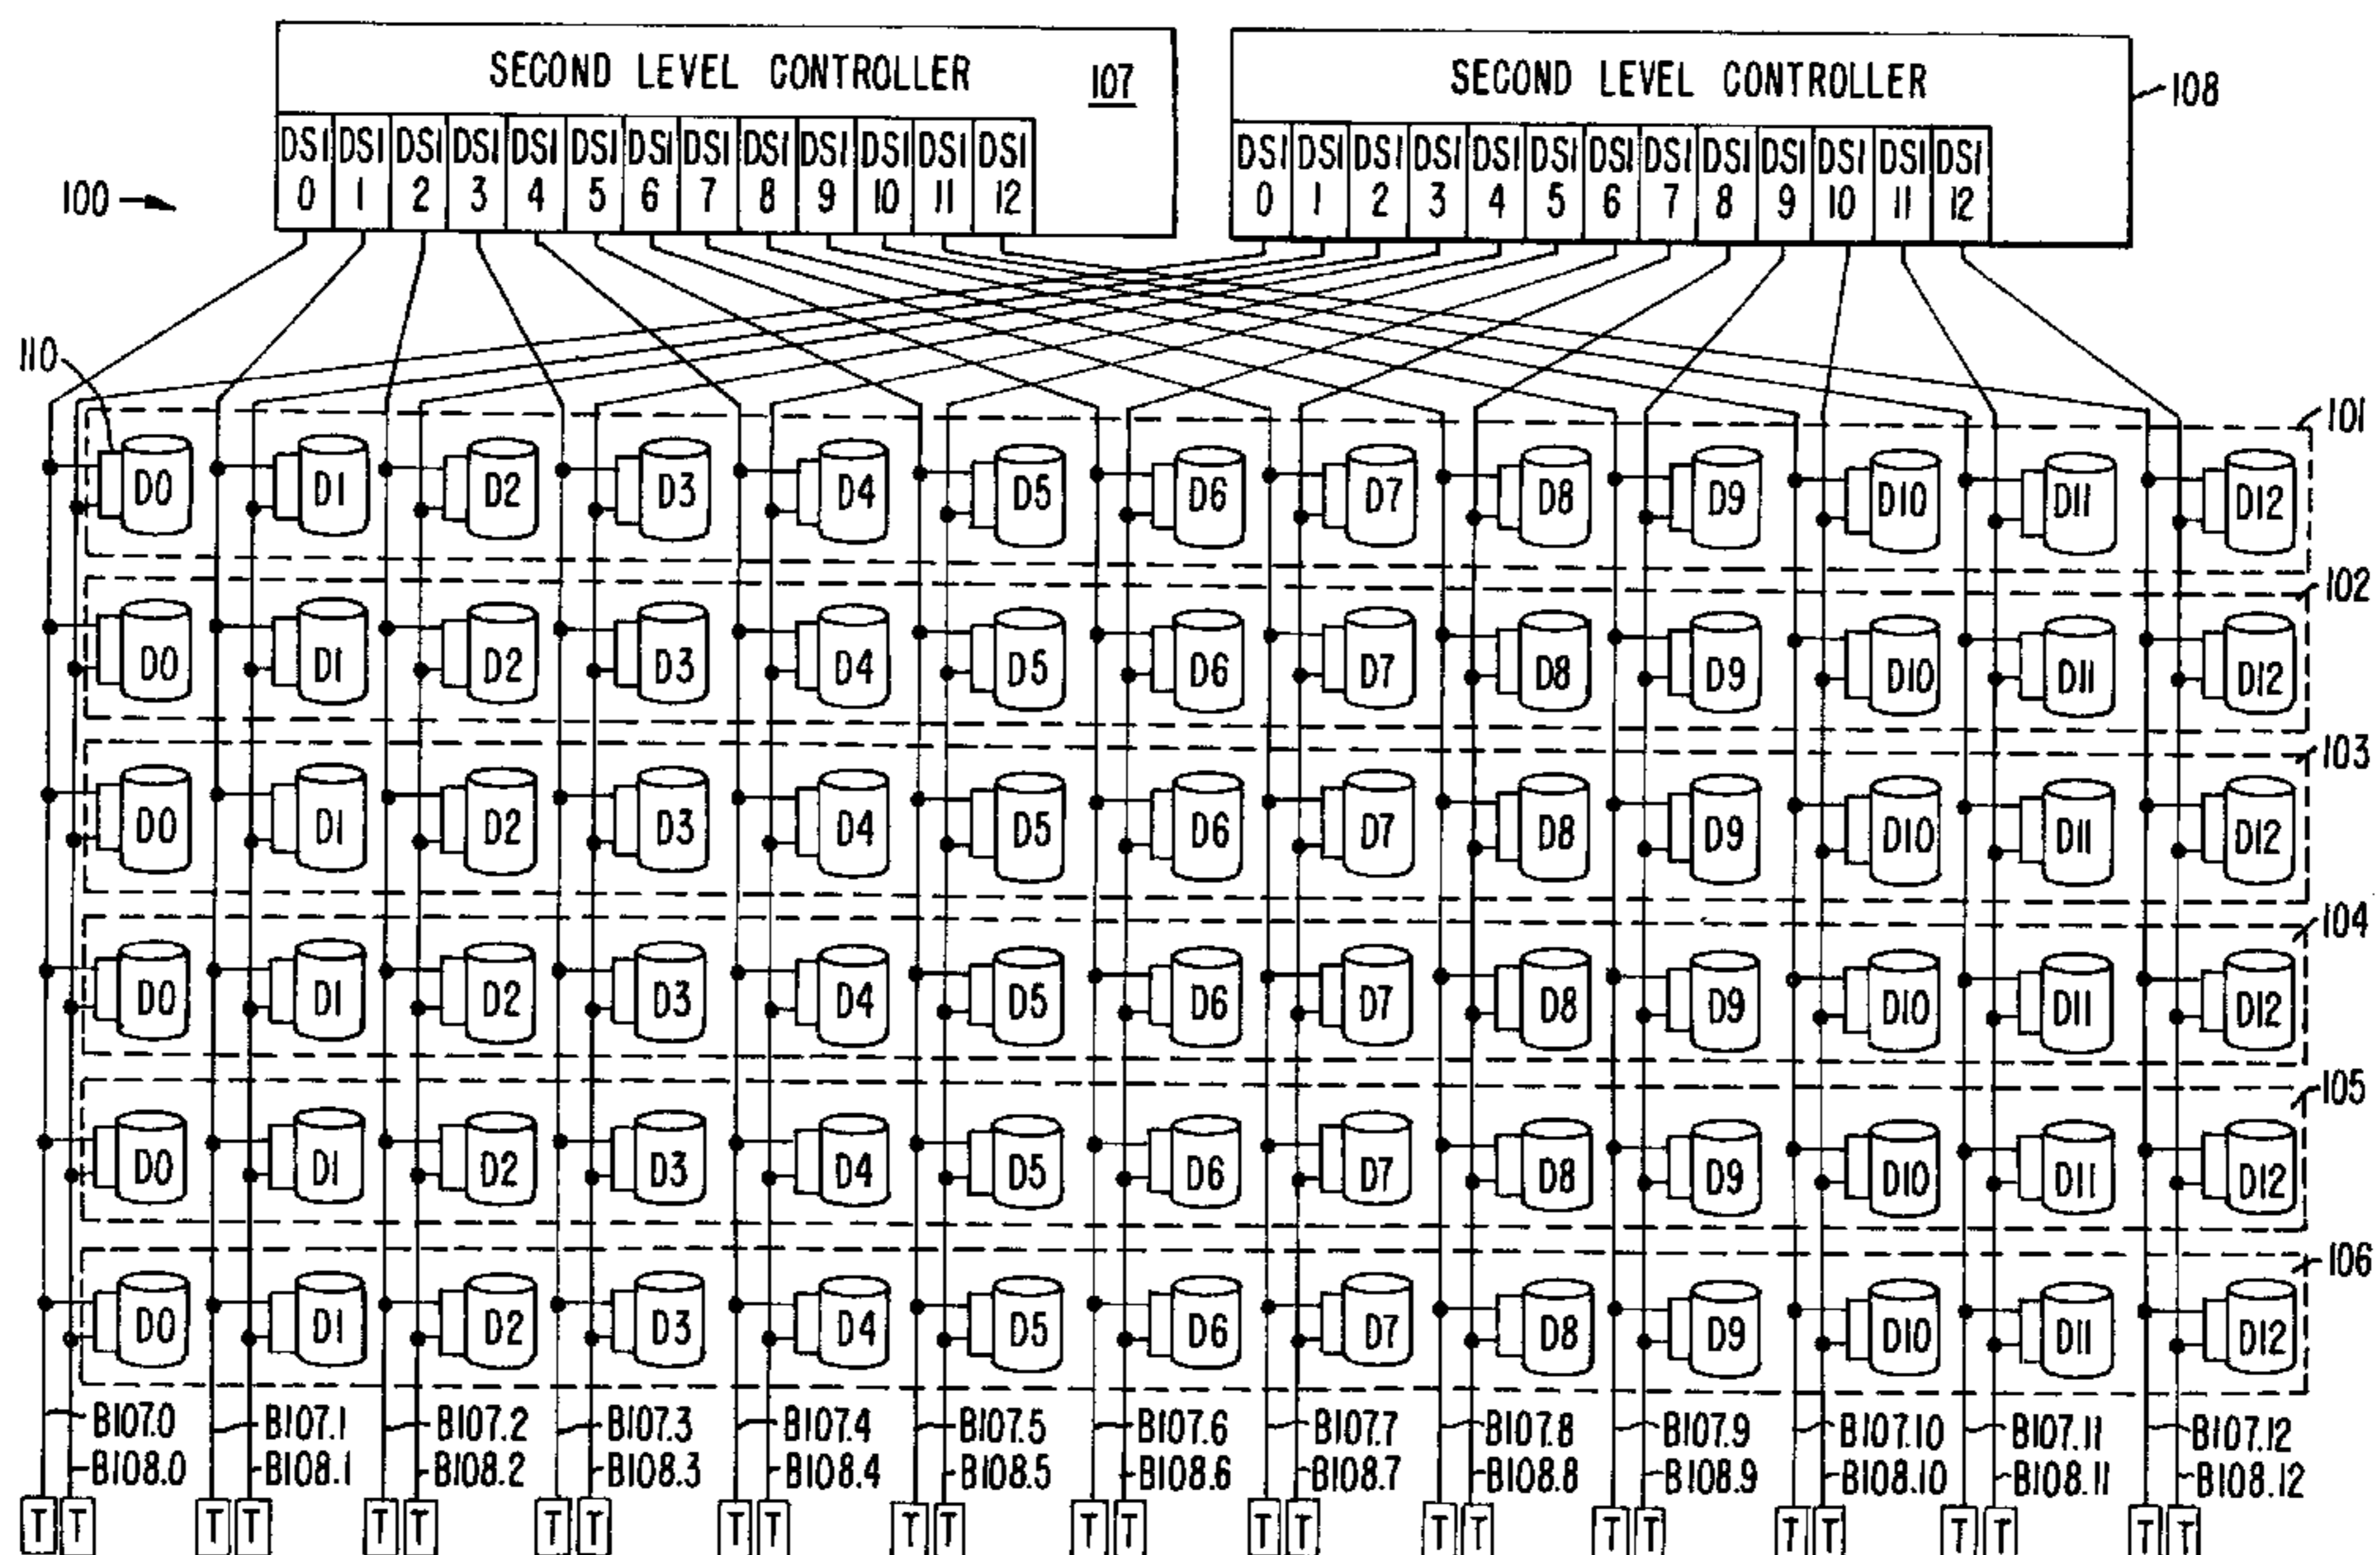 SECOND LEVEL CONTROLLER 107
SECOND LEVEL CONTROLLER 108
DSI DSI DSI DSI DSI DSI DSI DSI DSI DSI DSI DSI DSI
0 1 2 3 4 5 6 7 8 9 10 11 12
DSI DSI DSI DSI DSI DSI DSI DSI DSI DSI DSI DSI DSI
0 1 2 3 4 5 6 7 8 9 10 11 12
100
110
101
D0 D1 D2 D3 D4 D5 D6 D7 D8 D9 D10 D11 D12
102
D0 D1 D2 D3 D4 D5 D6 D7 D8 D9 D10 D11 D12
103
D0 D1 D2 D3 D4 D5 D6 D7 D8 D9 D10 D11 D12
104
D0 D1 D2 D3 D4 D5 D6 D7 D8 D9 D10 D11 D12
105
D0 D1 D2 D3 D4 D5 D6 D7 D8 D9 D10 D11 D12
106
D0 D1 D2 D3 D4 D5 D6 D7 D8 D9 D10 D11 D12
B107.0 B107.1 B107.2 B107.3 B107.4 B107.5 B107.6 B107.7 B107.8 B107.9 B107.10 B107.11 B107.12
B108.0 B108.1 B108.2 B108.3 B108.4 B108.5 B108.6 B108.7 B108.8 B108.9 B108.10 B108.11 B108.12
T T T T T T T T T T T T T T T T T T T T T T T T T T